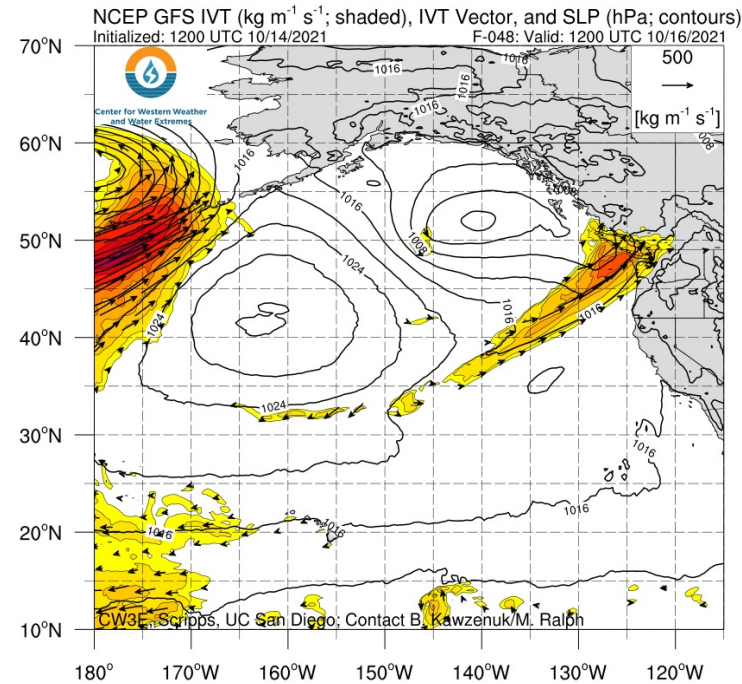 NCEP GFS IVT (kg m⁻¹ s⁻¹; shaded), IVT Vector, and SLP (hPa; contours)
Initialized: 1200 UTC 10/14/2021 F-048: Valid: 1200 UTC 10/16/2021
70°N
500
[kg m⁻¹ s⁻¹]
Center for Western Weather
and Water Extremes
1016
1016
1016
1016
1016
1016
1008
60°N
1008
1008
50°N
1024
1016
1016
1024
40°N
1024
30°N
1016
1016
1016
1016
20°N
10°N
CW3E, Scripps, UC San Diego; Contact B. Kawzenuk/M. Ralph
180° 170°W 160°W 150°W 140°W 130°W 120°W